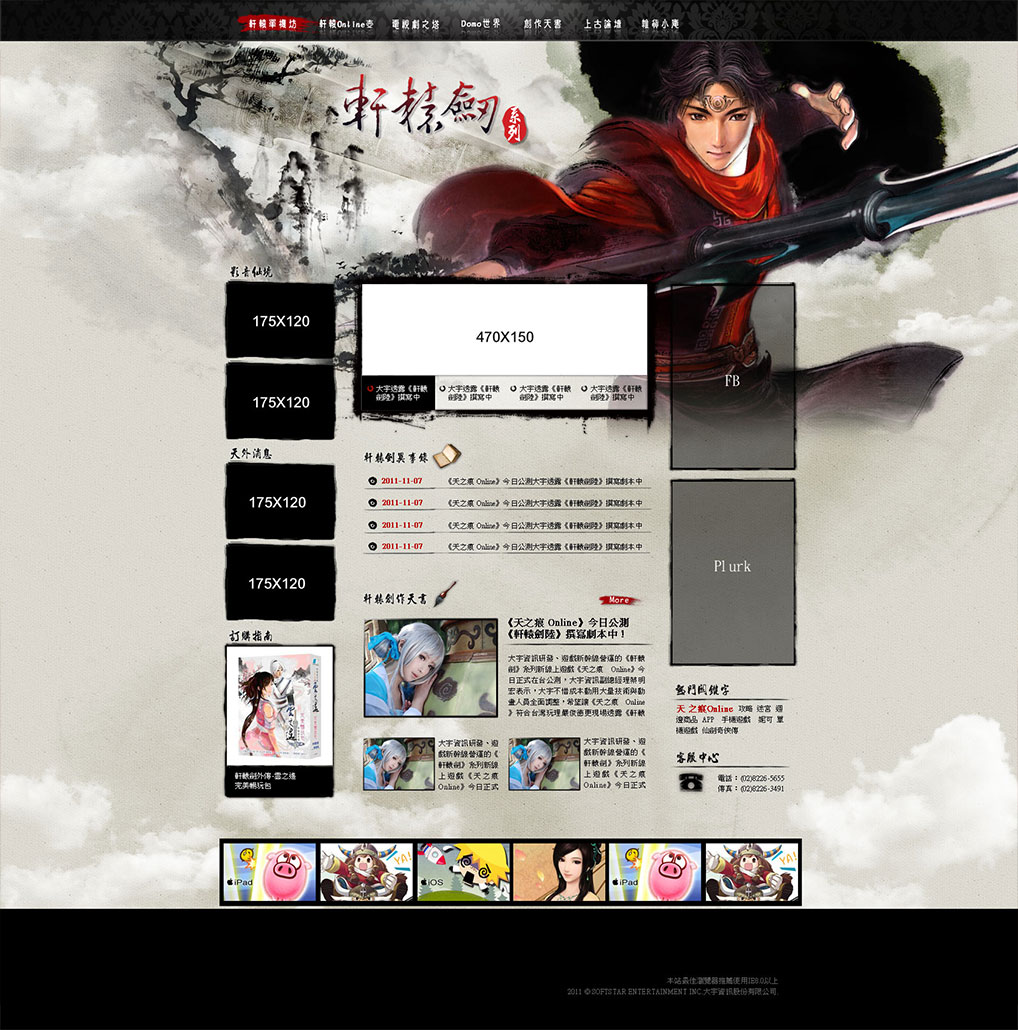 軒轅單機坊 軒轅Online壺 電視劇之塔 Domo世界 創作天書 上古論壇 雜貨小庵
軒轅劍
系列
影音仙境
175X120
175X120
天外消息
175X120
175X120
訂購指南
軒轅劍外傳-雲之遙
完美暢玩包
470X150
大宇透露《軒轅
劍陸》撰寫中
大宇透露《軒轅
劍陸》撰寫中
大宇透露《軒轅
劍陸》撰寫中
大宇透露《軒轅
劍陸》撰寫中
軒轅劍異事錄
2011-11-07 《天之痕 Online》今日公測大宇透露《軒轅劍陸》撰寫劇本中
2011-11-07 《天之痕 Online》今日公測大宇透露《軒轅劍陸》撰寫劇本中
2011-11-07 《天之痕 Online》今日公測大宇透露《軒轅劍陸》撰寫劇本中
2011-11-07 《天之痕 Online》今日公測大宇透露《軒轅劍陸》撰寫劇本中
軒轅創作天書
More
《天之痕 Online》今日公測
《軒轅劍陸》撰寫劇本中！
大宇資訊研發、遊戲新幹線營運的《軒轅
劍》系列新線上遊戲《天之痕 Online》今
日正式在台公測，大宇資訊副總經理蔡明
宏表示，大宇不惜成本動用大量技術與動
畫人員全面調整，希望讓《天之痕 Online
》符合台灣玩
現場透露《軒轅
大宇資訊研發、遊
戲新幹線營運的《
軒轅劍》系列新線
上遊戲《天之痕
Online》今日正式
大宇資訊研發、遊
戲新幹線營運的《
軒轅劍》系列新線
上遊戲《天之痕
Online》今日正式
FB
Plurk
熱門關鍵字
天之痕Online 攻略 迷宮 週
邊商品 APP 手機遊戲 妮可 單
機遊戲 仙劍奇俠傳
客服中心
電話：(02)8226-5655
傳真：(02)8226-3491
iPad
YA!
iOS
iPad
YA!
本站最佳瀏覽器推薦使用IE8.0以上
2011 © SOFTSTAR ENTERTAINMENT INC.大宇資訊股份有限公司.